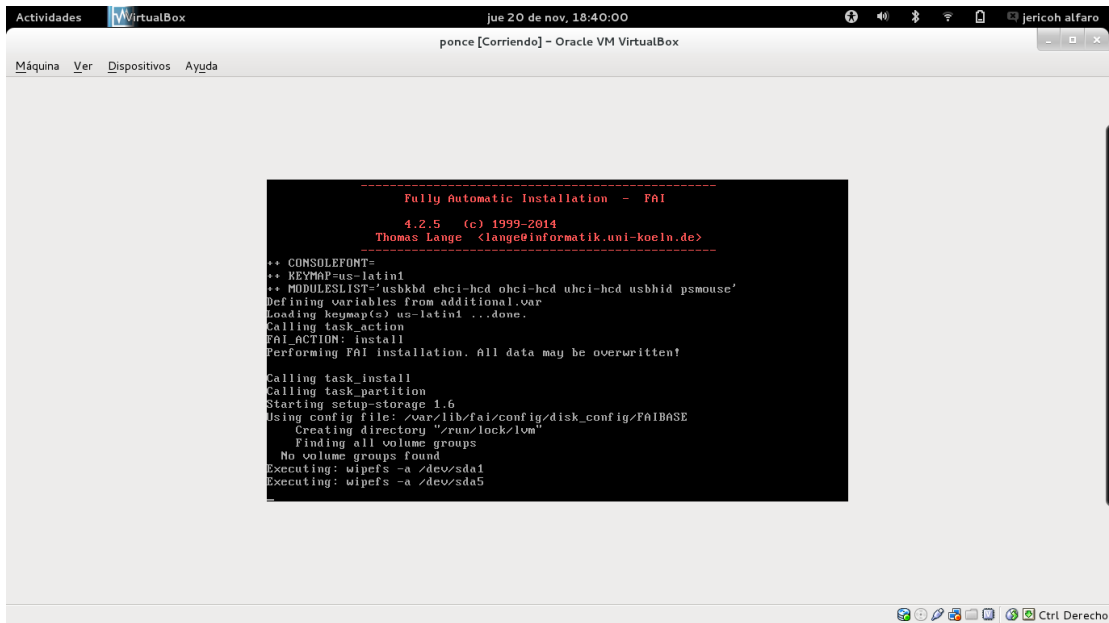 Actividades VirtualBox jue 20 de nov, 18:40:00 jericoh alfaro
ponce [Corriendo] - Oracle VM VirtualBox
Máquina Ver Dispositivos Ayuda
------------------------------------------------
Fully Automatic Installation - FAI
4.2.5 (c) 1999-2014
Thomas Lange <lange@informatik.uni-koeln.de>
------------------------------------------------
++ CONSOLEFONT=
++ KEYMAP=us-latin1
++ MODULESLIST='usbkbd ehci-hcd ohci-hcd uhci-hcd usbhid psmouse'
Defining variables from additional.var
Loading keymap(s) us-latin1 ...done.
Calling task_action
FAI_ACTION: install
Performing FAI installation. All data may be overwritten!
Calling task_install
Calling task_partition
Starting setup-storage 1.6
Using config file: /var/lib/fai/config/disk_config/FAIBASE
Creating directory "/run/lock/lvm"
Finding all volume groups
No volume groups found
Executing: wipefs -a /dev/sda1
Executing: wipefs -a /dev/sda5
_
Ctrl Derecho